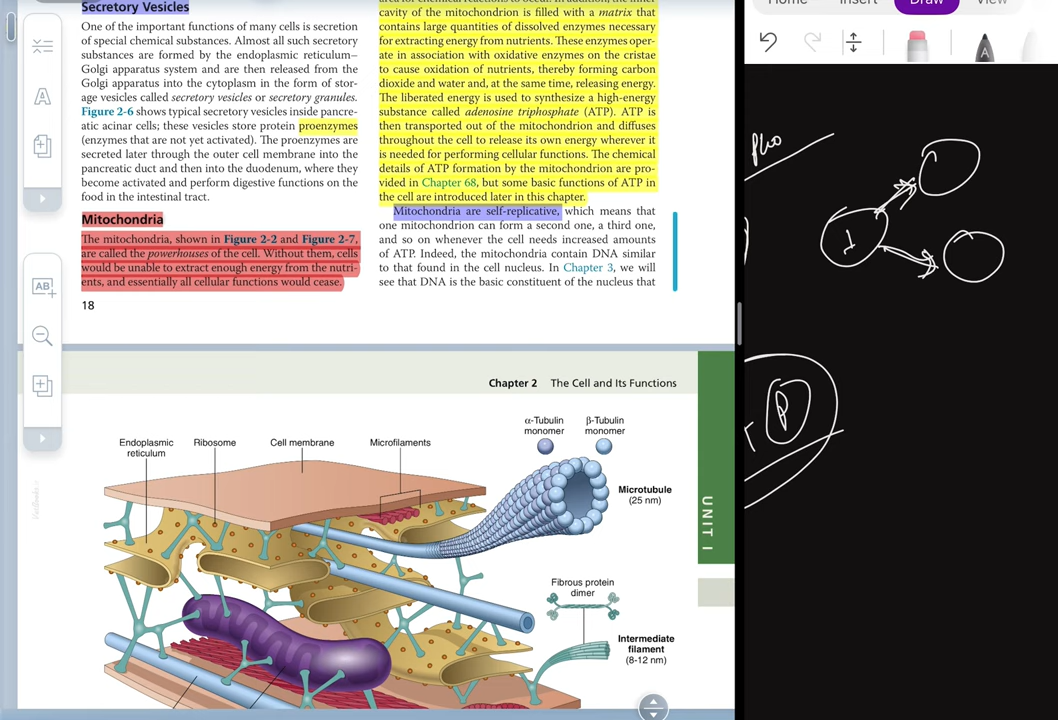 Secretory Vesicles
One of the important functions of many cells is secretion
of special chemical substances. Almost all such secretory
substances are formed by the endoplasmic reticulum–
Golgi apparatus system and are then released from the
Golgi apparatus into the cytoplasm in the form of stor-
age vesicles called secretory vesicles or secretory granules.
Figure 2-6 shows typical secretory vesicles inside pancre-
atic acinar cells; these vesicles store protein proenzymes
(enzymes that are not yet activated). The proenzymes are
secreted later through the outer cell membrane into the
pancreatic duct and then into the duodenum, where they
become activated and perform digestive functions on the
food in the intestinal tract.
Mitochondria
The mitochondria, shown in Figure 2-2 and Figure 2-7,
are called the powerhouses of the cell. Without them, cells
would be unable to extract enough energy from the nutri-
ents, and essentially all cellular functions would cease.
18
cavity of the mitochondrion is filled with a matrix that
contains large quantities of dissolved enzymes necessary
for extracting energy from nutrients. These enzymes oper-
ate in association with oxidative enzymes on the cristae
to cause oxidation of nutrients, thereby forming carbon
dioxide and water and, at the same time, releasing energy.
The liberated energy is used to synthesize a high-energy
substance called adenosine triphosphate (ATP). ATP is
then transported out of the mitochondrion and diffuses
throughout the cell to release its own energy wherever it
is needed for performing cellular functions. The chemical
details of ATP formation by the mitochondrion are pro-
vided in Chapter 68, but some basic functions of ATP in
the cell are introduced later in this chapter.
Mitochondria are self-replicative, which means that
one mitochondrion can form a second one, a third one,
and so on whenever the cell needs increased amounts
of ATP. Indeed, the mitochondria contain DNA similar
to that found in the cell nucleus. In Chapter 3, we will
see that DNA is the basic constituent of the nucleus that
Chapter 2 The Cell and Its Functions
UNIT I
Endoplasmic
reticulum
Ribosome
Cell membrane
Microfilaments
α-Tubulin
monomer
β-Tubulin
monomer
Microtubule
(25 nm)
Fibrous protein
dimer
Intermediate
filament
(8-12 nm)
Home Insert Draw View
A
A
AB
Pho
1
P